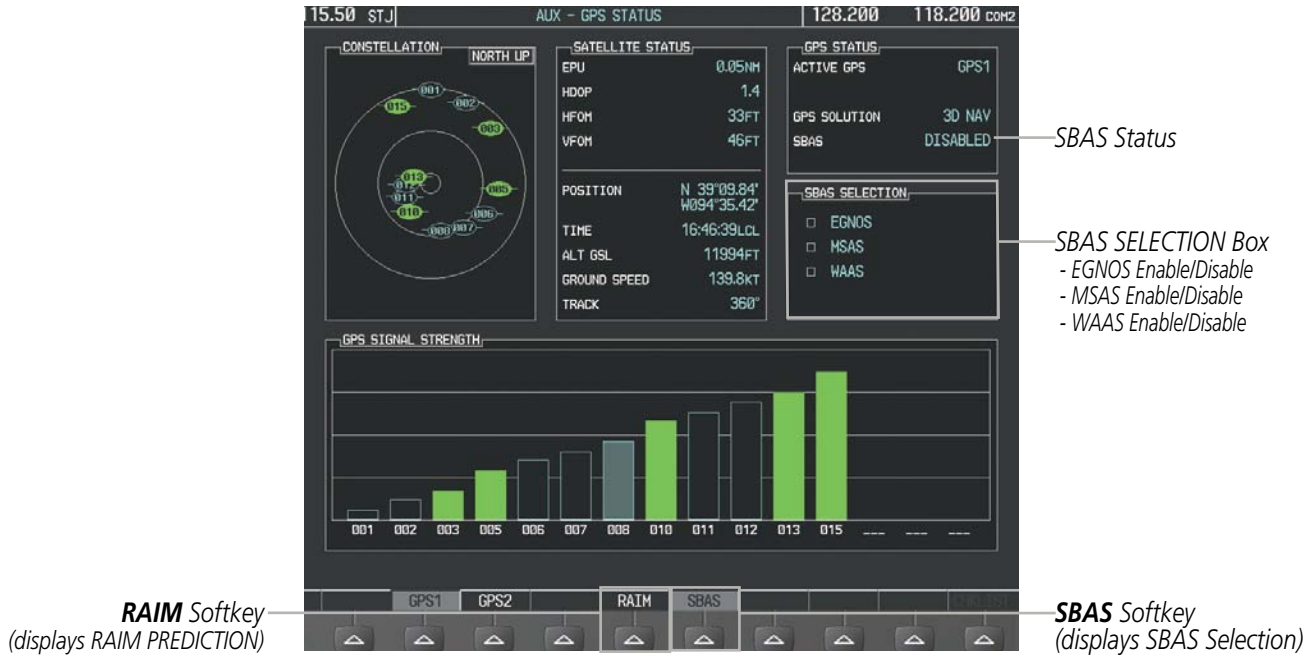 115.50 STJ AUX - GPS STATUS 128.200 118.200 COM2
CONSTELLATION
NORTH UP
001
015
002
003
013
012
011
005
010
006
008
007
SATELLITE STATUS
EPU 0.05NM
HDOP 1.4
HFOM 33FT
VFOM 46FT
POSITION N 39°09.84'
W094°35.42'
TIME 16:46:39LCL
ALT GSL 11994FT
GROUND SPEED 139.8KT
TRACK 360°
GPS STATUS
ACTIVE GPS GPS1
GPS SOLUTION 3D NAV
SBAS DISABLED
SBAS SELECTION
EGNOS
MSAS
WAAS
SBAS Status
SBAS SELECTION Box
- EGNOS Enable/Disable
- MSAS Enable/Disable
- WAAS Enable/Disable
GPS SIGNAL STRENGTH
001 002 003 005 006 007 008 010 011 012 013 015 ___ ___ ___
GPS1 GPS2 RAIM SBAS
RAIM Softkey
(displays RAIM PREDICTION)
SBAS Softkey
(displays SBAS Selection)